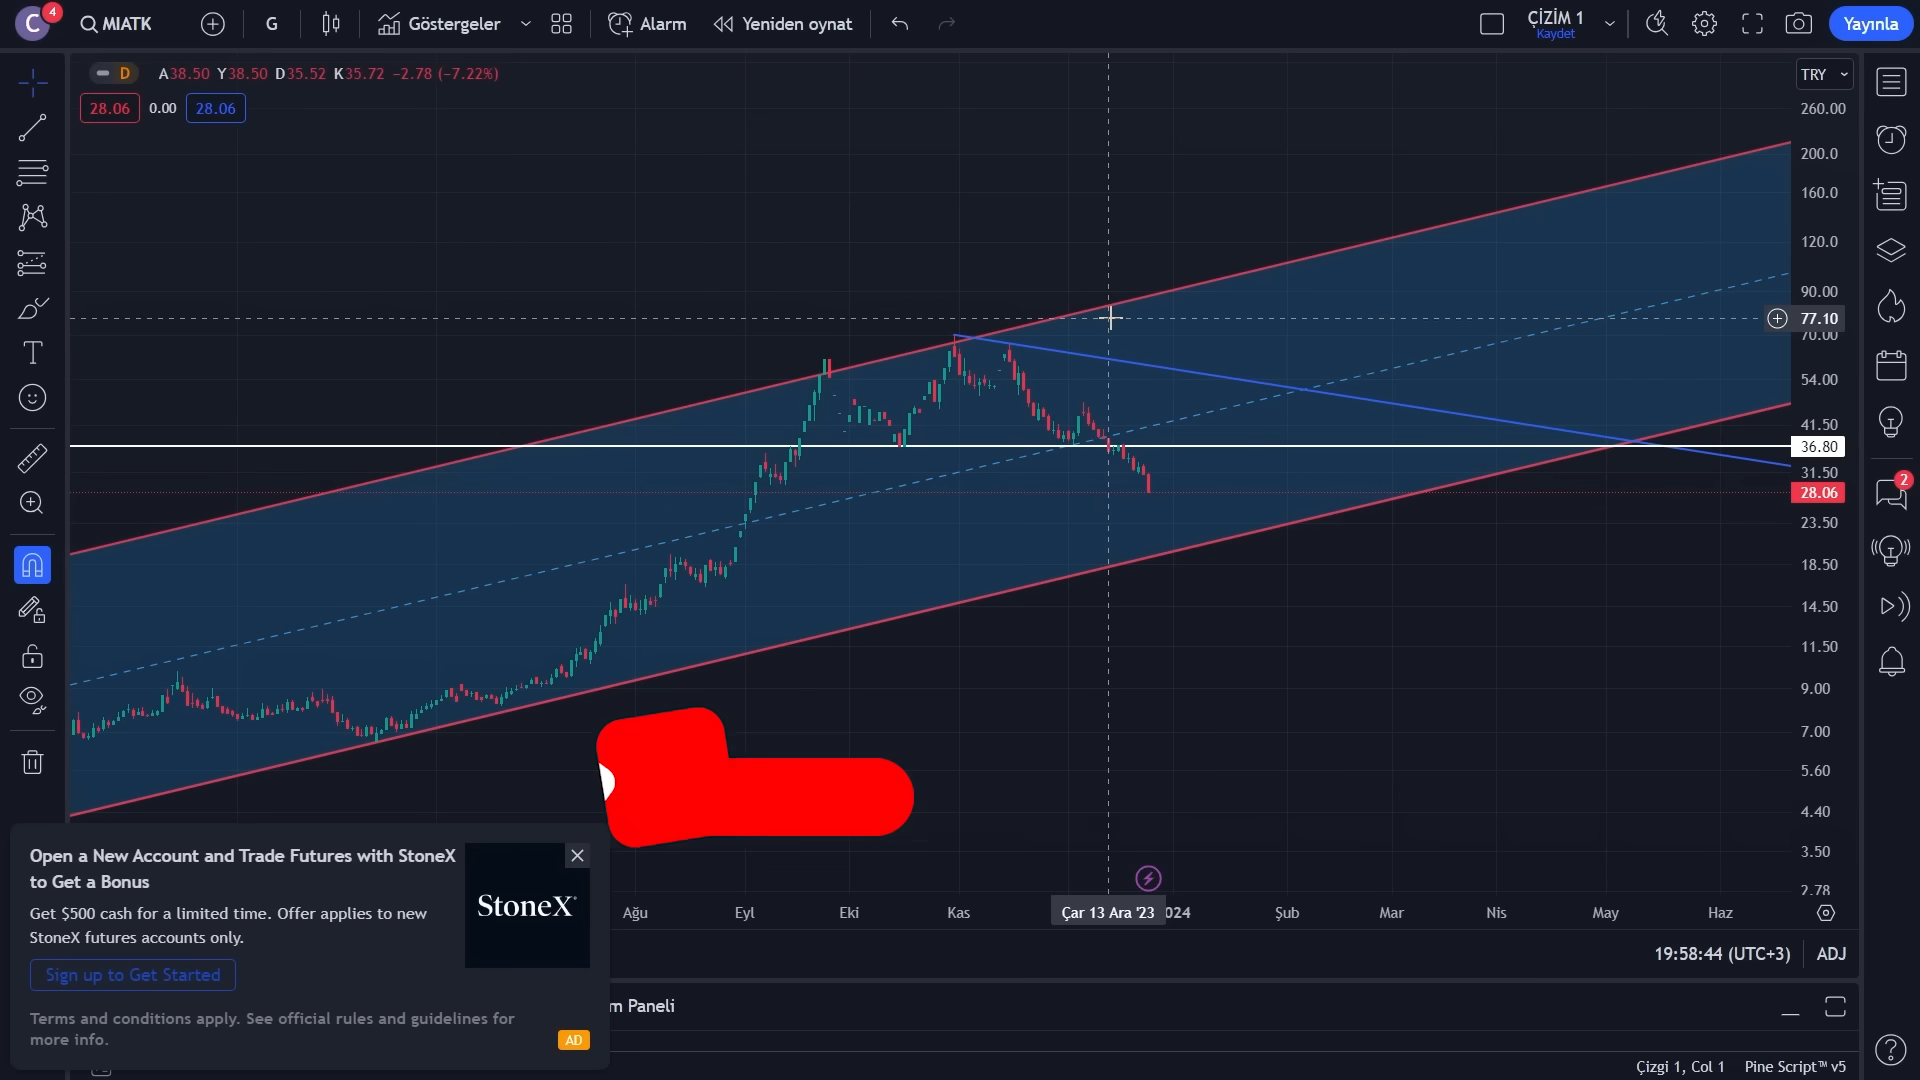 C
4
MIATK
G
Göstergeler
Alarm
Yeniden oynat
ÇİZİM 1
Kaydet
Yayınla
D
A38.50 Y38.50 D35.52 K35.72 −2.78 (−7.22%)
28.06
0.00
28.06
TRY
260.00
200.0
160.0
120.0
90.00
77.10
70.00
54.00
41.50
36.80
31.50
28.06
23.50
18.50
14.50
11.50
9.00
7.00
5.60
4.40
3.50
2.78
2
Open a New Account and Trade Futures with StoneX
to Get a Bonus
Get $500 cash for a limited time. Offer applies to new
StoneX futures accounts only.
Sign up to Get Started
Terms and conditions apply. See official rules and guidelines for
more info.
AD
StoneX
Ağu
Eyl
Eki
Kas
Çar 13 Ara '23
2024
Şub
Mar
Nis
May
Haz
19:58:44 (UTC+3)
ADJ
m Paneli
Çizgi 1, Col 1
Pine Script™ v5